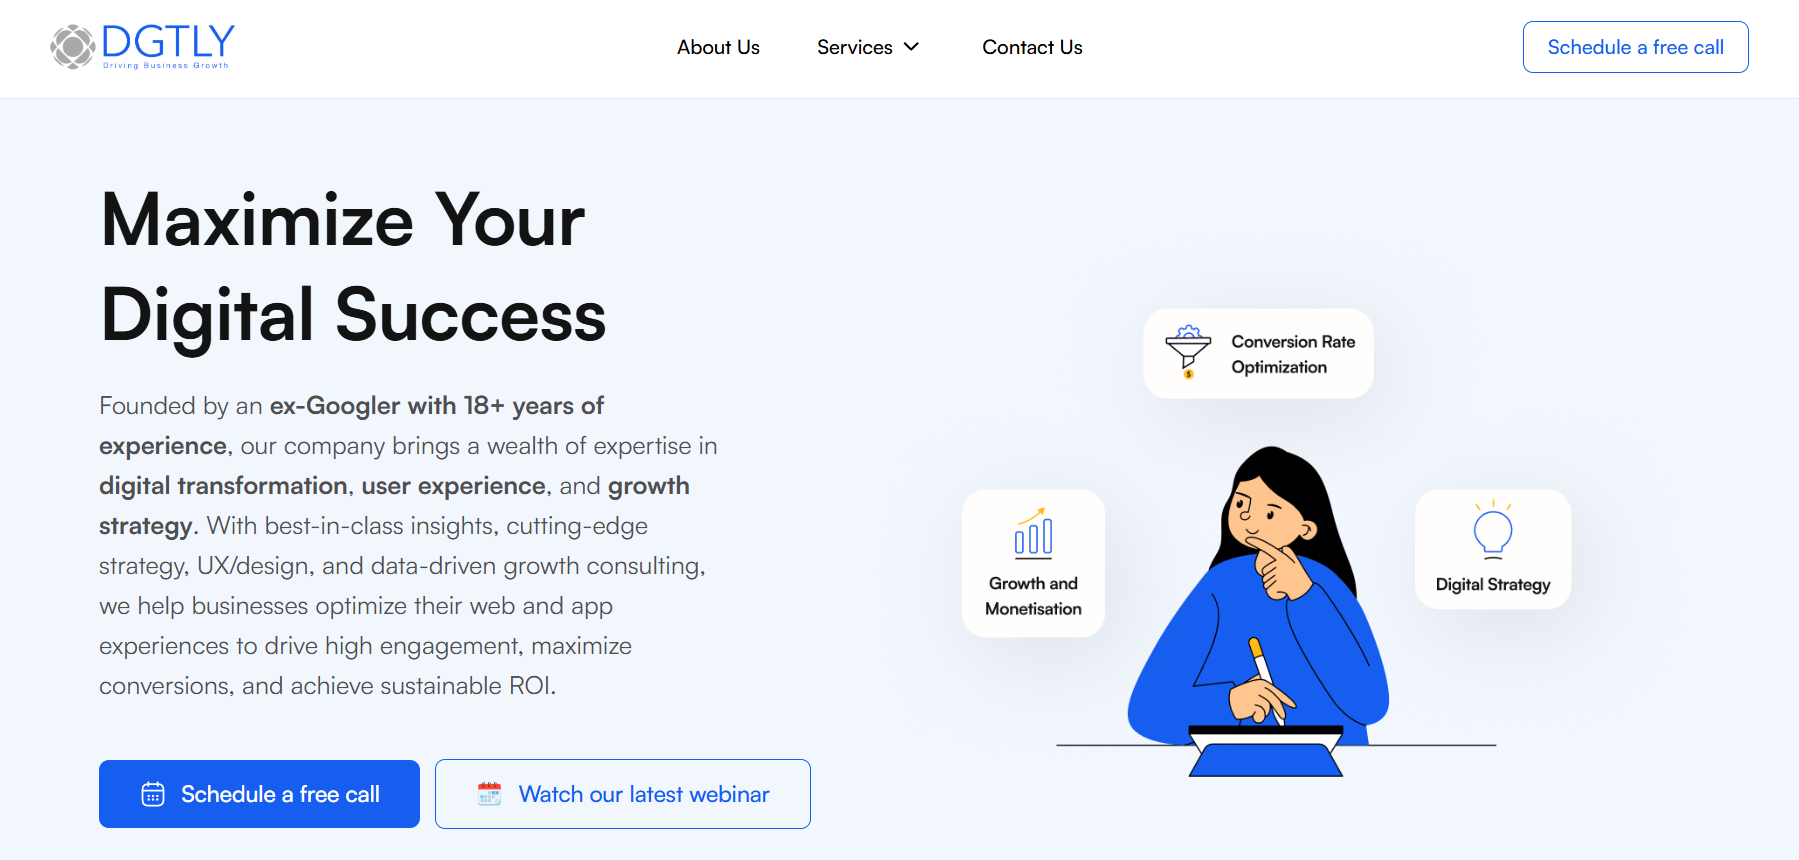 DGTLY
Driving Business Growth
About Us
Services
Contact Us
Schedule a free call
Maximize Your
Digital Success
Founded by an ex-Googler with 18+ years of
experience, our company brings a wealth of expertise in
digital transformation, user experience, and growth
strategy. With best-in-class insights, cutting-edge
strategy, UX/design, and data-driven growth consulting,
we help businesses optimize their web and app
experiences to drive high engagement, maximize
conversions, and achieve sustainable ROI.
Schedule a free call
Watch our latest webinar
$
Conversion Rate
Optimization
Growth and
Monetisation
Digital Strategy